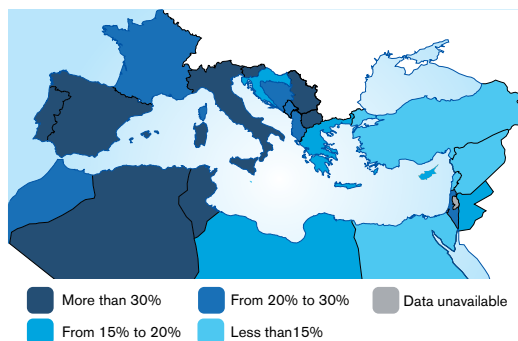 More than 30%
From 20% to 30%
Data unavailable
From 15% to 20%
Less than15%